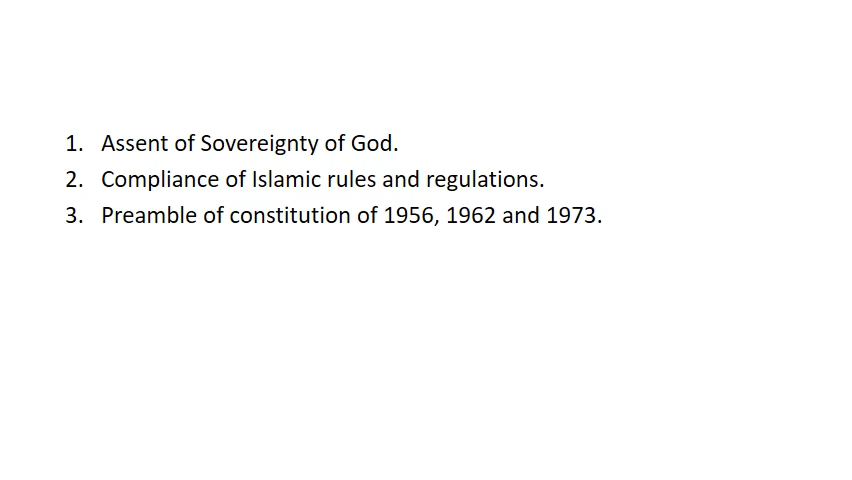 1. Assent of Sovereignty of God.
2. Compliance of Islamic rules and regulations.
3. Preamble of constitution of 1956, 1962 and 1973.